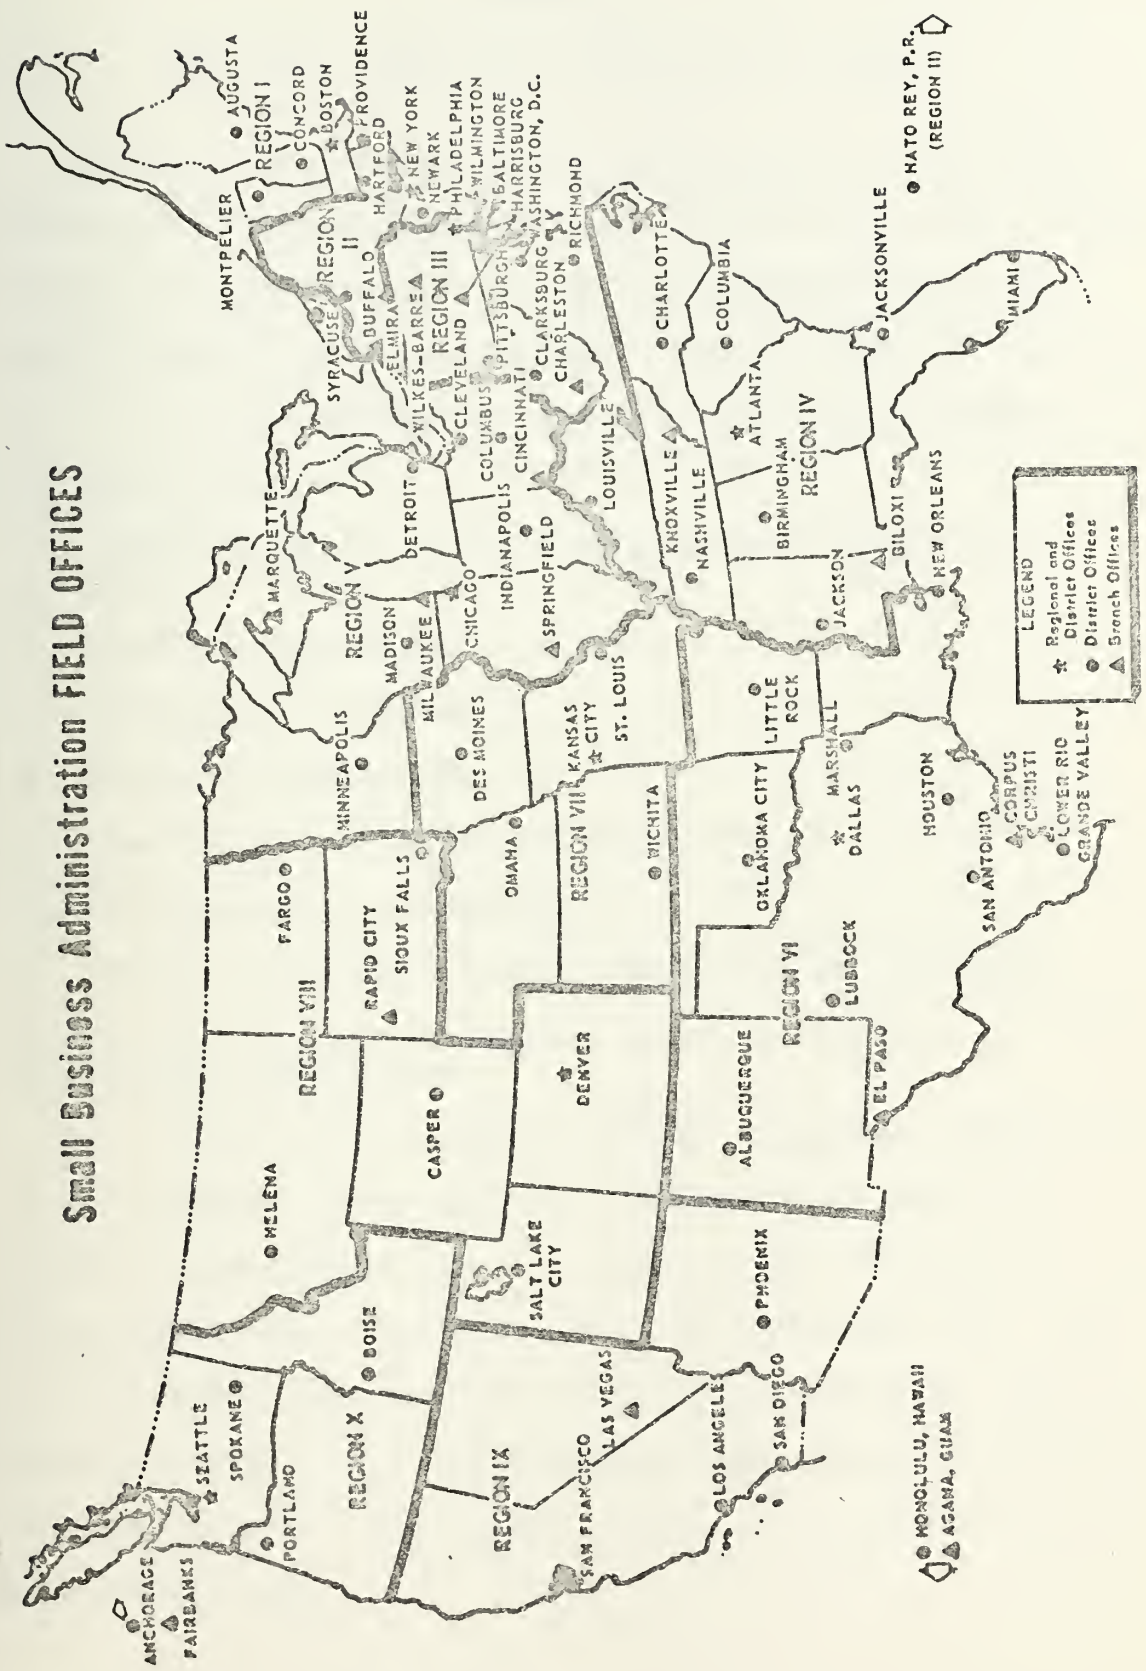 Small Business Administration FIELD OFFICES
ANCHORAGE
FAIRBANKS
SEATTLE
SPOKANE
PORTLAND
REGION X
BOISE
HELENA
REGION VIII
FARGO
RAPID CITY
SIOUX FALLS
CASPER
SALT LAKE
CITY
DENVER
REGION IX
SAN FRANCISCO
LAS VEGAS
LOS ANGELES
SAN DIEGO
PHOENIX
ALBUQUERQUE
EL PASO
REGION VI
LUBBOCK
OKLAHOMA CITY
DALLAS
MARSHALL
LITTLE
ROCK
HOUSTON
SAN ANTONIO
CORPUS
CHRISTI
LOWER RIO
GRANDE VALLEY
NEW ORLEANS
MINNEAPOLIS
DES MOINES
OMAHA
REGION VII
KANSAS
CITY
ST. LOUIS
WICHITA
MARQUETTE
REGION V
MADISON
MILWAUKEE
CHICAGO
DETROIT
INDIANAPOLIS
SPRINGFIELD
CLEVELAND
COLUMBUS
CINCINNATI
LOUISVILLE
KNOXVILLE
NASHVILLE
BIRMINGHAM
REGION IV
ATLANTA
JACKSON
BILOXI
CHARLOTTE
COLUMBIA
JACKSONVILLE
MIAMI
MONTPELIER
AUGUSTA
REGION I
CONCORD
BOSTON
PROVIDENCE
HARTFORD
REGION
II
SYRACUSE
BUFFALO
ELMIRA
NEW YORK
NEWARK
WILKES-BARRE
REGION III
PHILADELPHIA
WILMINGTON
BALTIMORE
HARRISBURG
WASHINGTON, D.C.
PITTSBURGH
CLARKSBURG
CHARLESTON
RICHMOND
HATO REY, P.R.
(REGION II)
HONOLULU, HAWAII
AGANA, GUAM
LEGEND
Regional and
District Offices
District Offices
Branch Offices